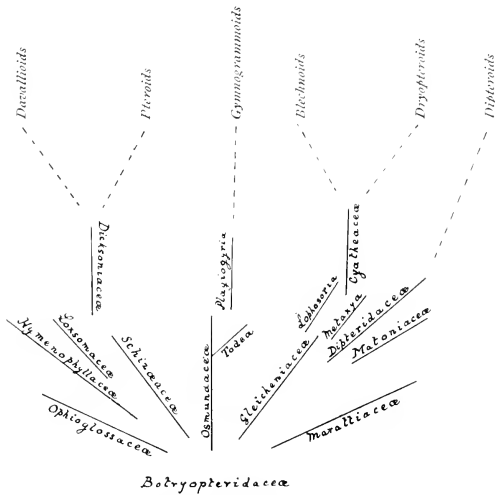 Davallioids
Pteroids
Gymnogrammoids
Blechnoids
Dryopteroids
Dipteroids
Dicksoniaceæ
Plagiogyria
Cyatheaceæ
Lophosoria
Metaxya
Dipteridaceæ
Matoniaceæ
Loxsomaceæ
Hymenophyllaceæ
Schizæaceæ
Osmundaceæ
Todea
Gleicheniaceæ
Ophioglossaceæ
Marattiaceæ
Botryopteridaceæ